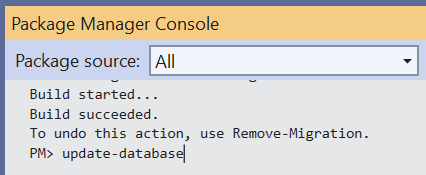 Package Manager Console
Package source: All
Build started...
Build succeeded.
To undo this action, use Remove-Migration.
PM> update-database